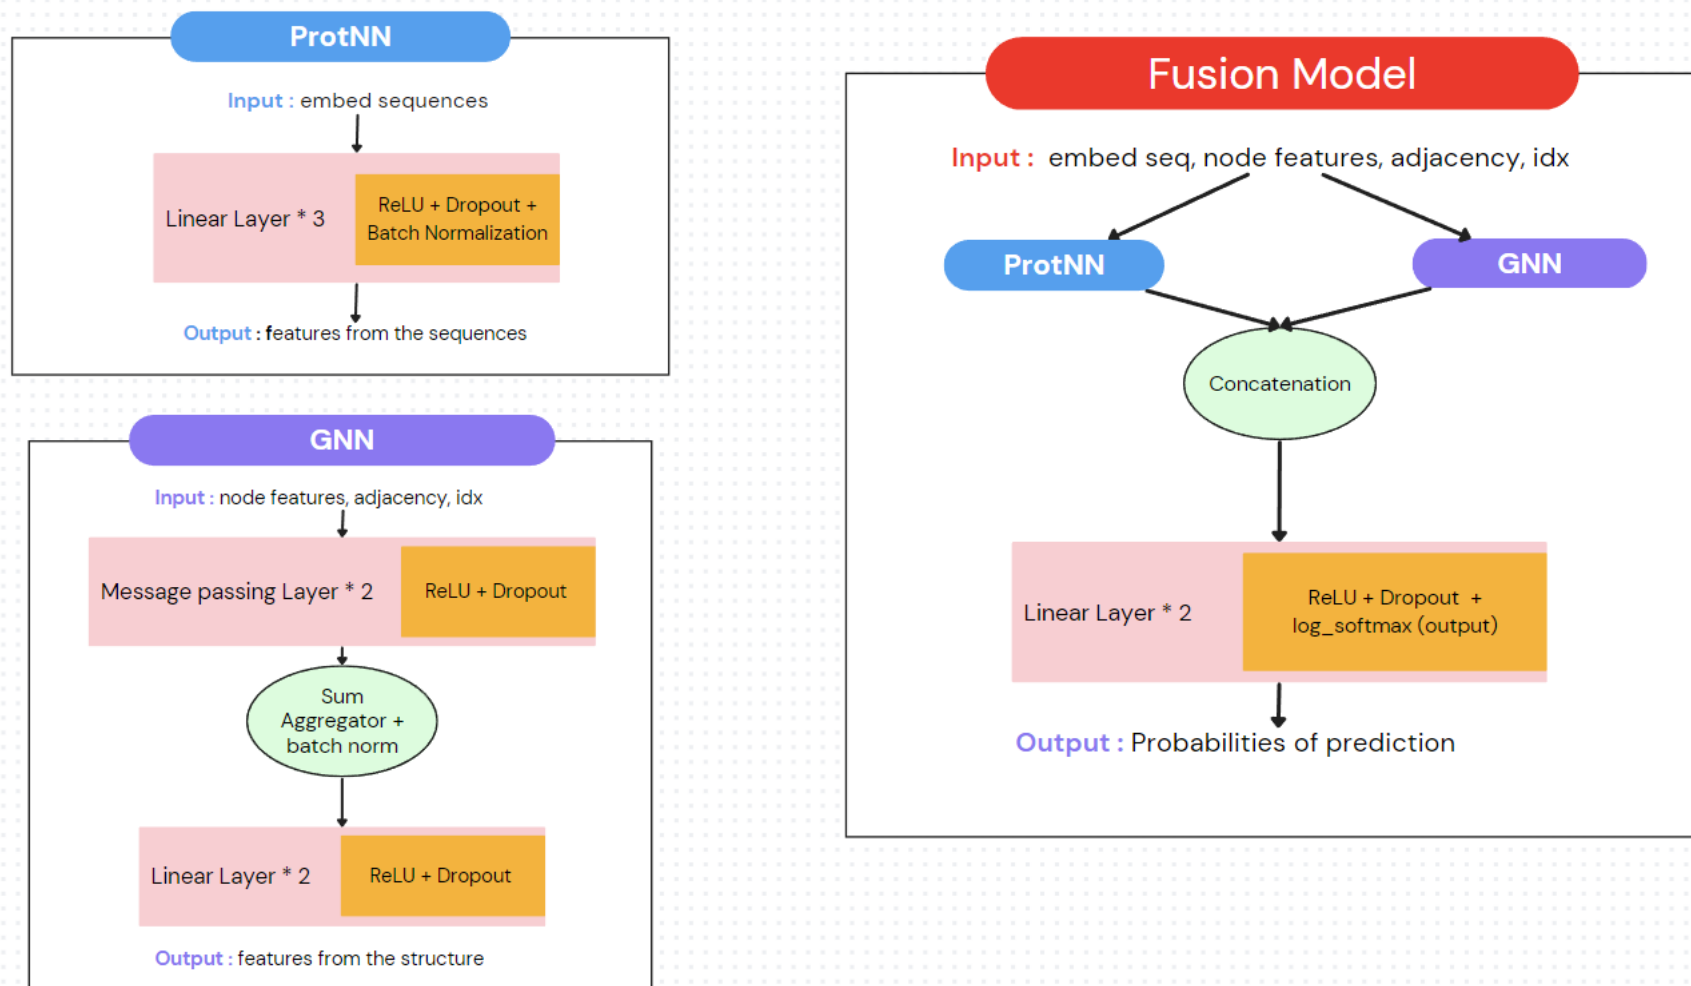 ProtNN
Input : embed sequences
Linear Layer * 3
ReLU + Dropout +
Batch Normalization
Output : features from the sequences
GNN
Input : node features, adjacency, idx
Message passing Layer * 2
ReLU + Dropout
Sum
Aggregator +
batch norm
Linear Layer * 2
ReLU + Dropout
Output : features from the structure
Fusion Model
Input : embed seq, node features, adjacency, idx
ProtNN
GNN
Concatenation
Linear Layer * 2
ReLU + Dropout +
log_softmax (output)
Output : Probabilities of prediction